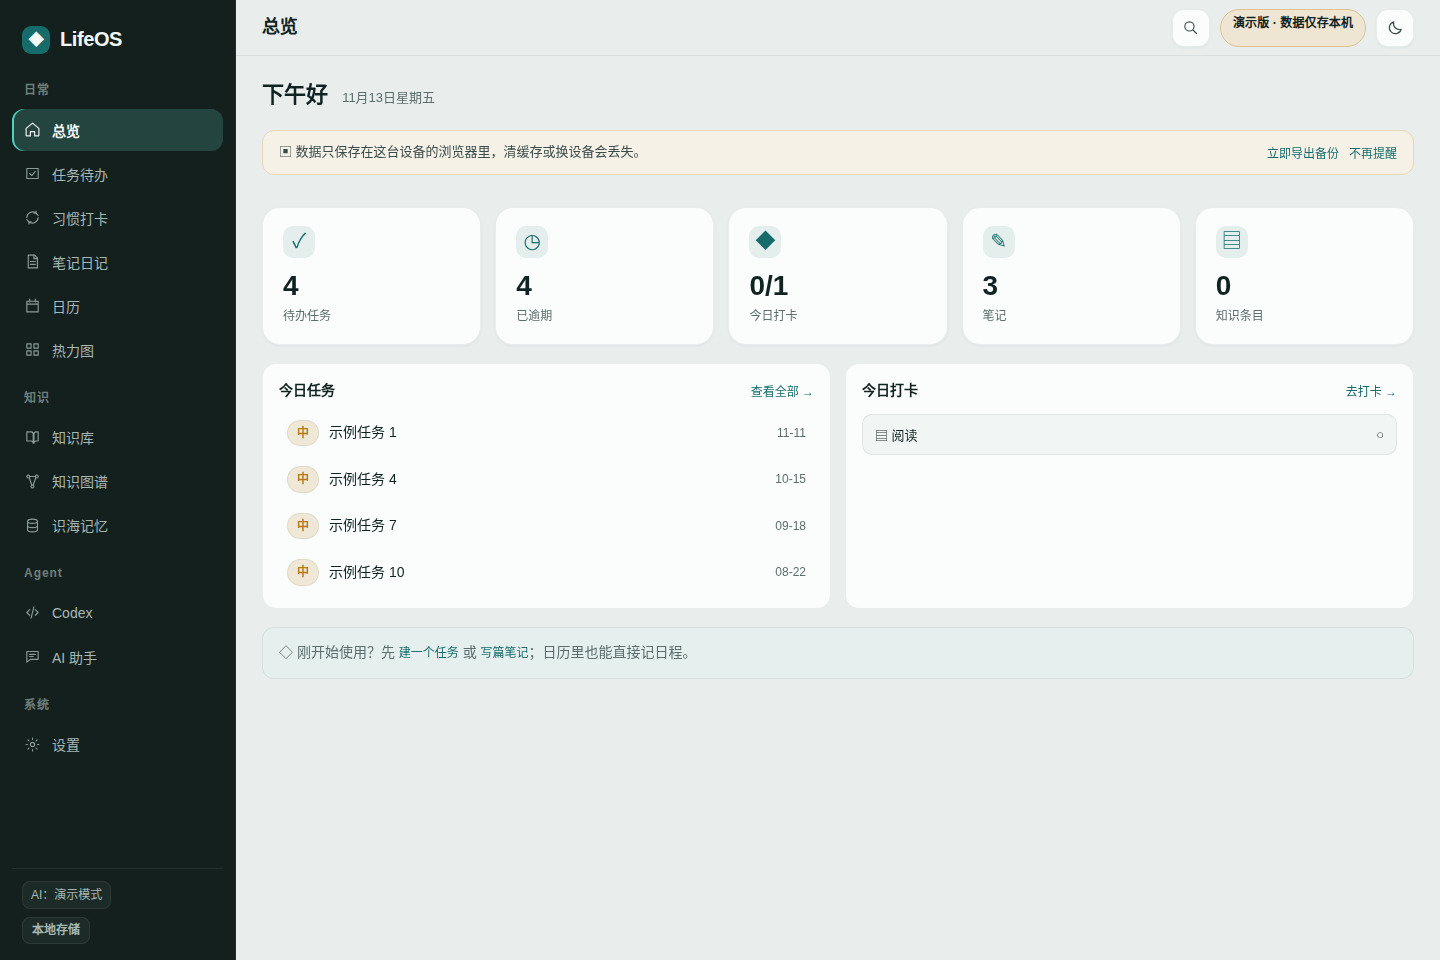 LifeOS
日常
总览
任务待办
习惯打卡
笔记日记
日历
热力图
知识
知识库
知识图谱
识海记忆
Agent
Codex
AI 助手
系统
设置
AI：演示模式
本地存储
总览
演示版 · 数据仅存本机
下午好 11月13日星期五
数据只保存在这台设备的浏览器里，清缓存或换设备会丢失。 立即导出备份 不再提醒
4
待办任务
4
已逾期
0/1
今日打卡
3
笔记
0
知识条目
今日任务 查看全部 →
中 示例任务 1 11-11
中 示例任务 4 10-15
中 示例任务 7 09-18
中 示例任务 10 08-22
今日打卡 去打卡 →
阅读
刚开始使用？先 建一个任务 或 写篇笔记；日历里也能直接记日程。